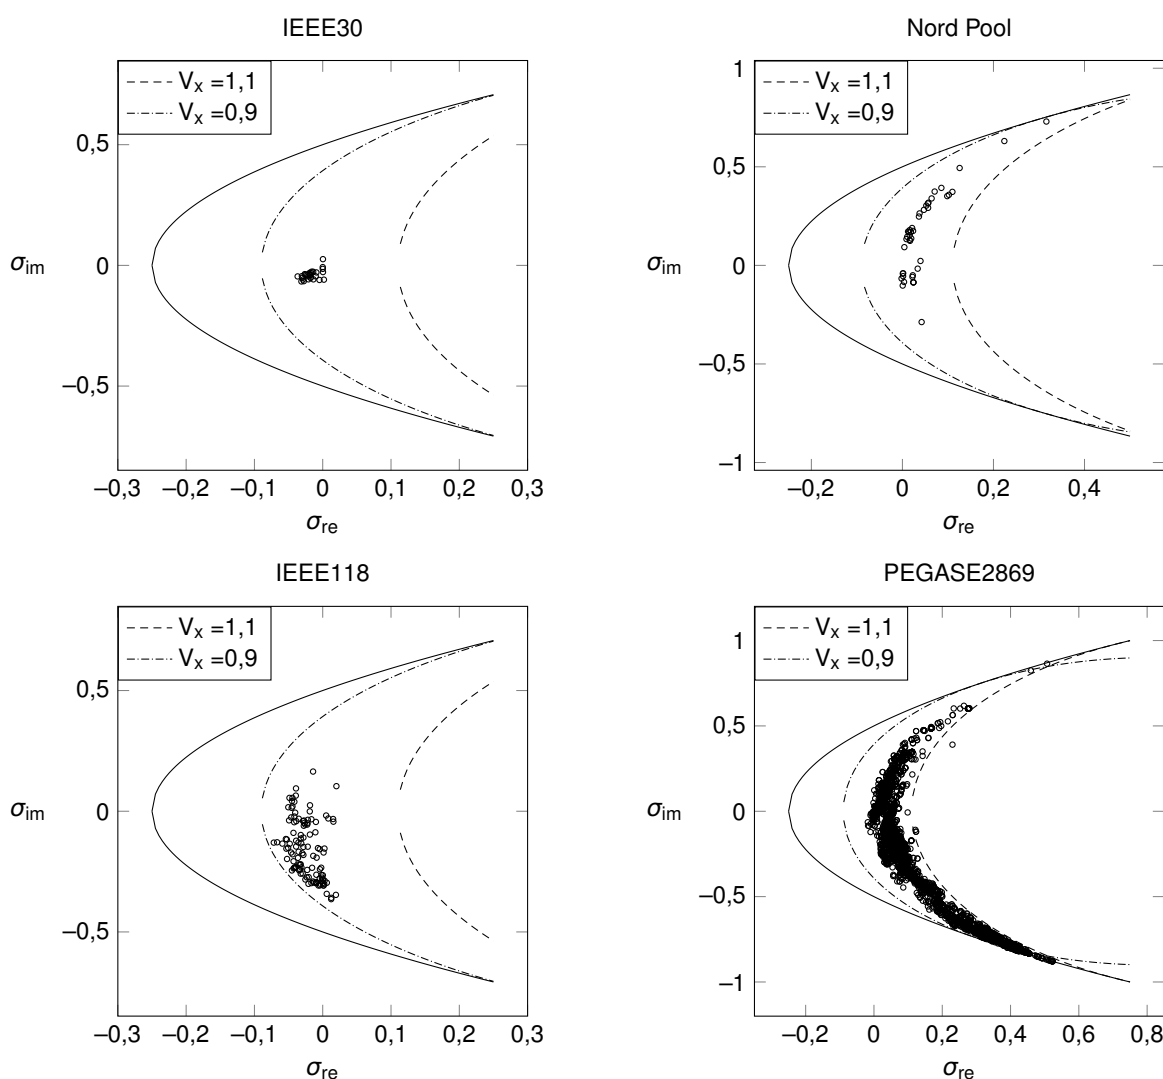 IEEE30
V_x =1,1
V_x =0,9
0,5
0
–0,5
σ_im
–0,3 –0,2 –0,1 0 0,1 0,2 0,3
σ_re
Nord Pool
V_x =1,1
V_x =0,9
1
0,5
0
–0,5
–1
σ_im
–0,2 0 0,2 0,4
σ_re
IEEE118
V_x =1,1
V_x =0,9
0,5
0
–0,5
σ_im
–0,3 –0,2 –0,1 0 0,1 0,2 0,3
σ_re
PEGASE2869
V_x =1,1
V_x =0,9
1
0,5
0
–0,5
–1
σ_im
–0,2 0 0,2 0,4 0,6 0,8
σ_re